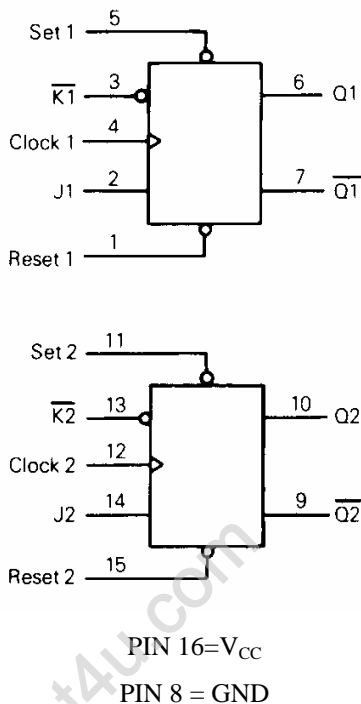 Set 1 5
K1 3 6 Q1
Clock 1 4
J1 2 7 Q1
Reset 1 1
Set 2 11
K2 13 10 Q2
Clock 2 12
J2 14 9 Q2
Reset 2 15
PIN 16=VCC
PIN 8 = GND
t4u.com